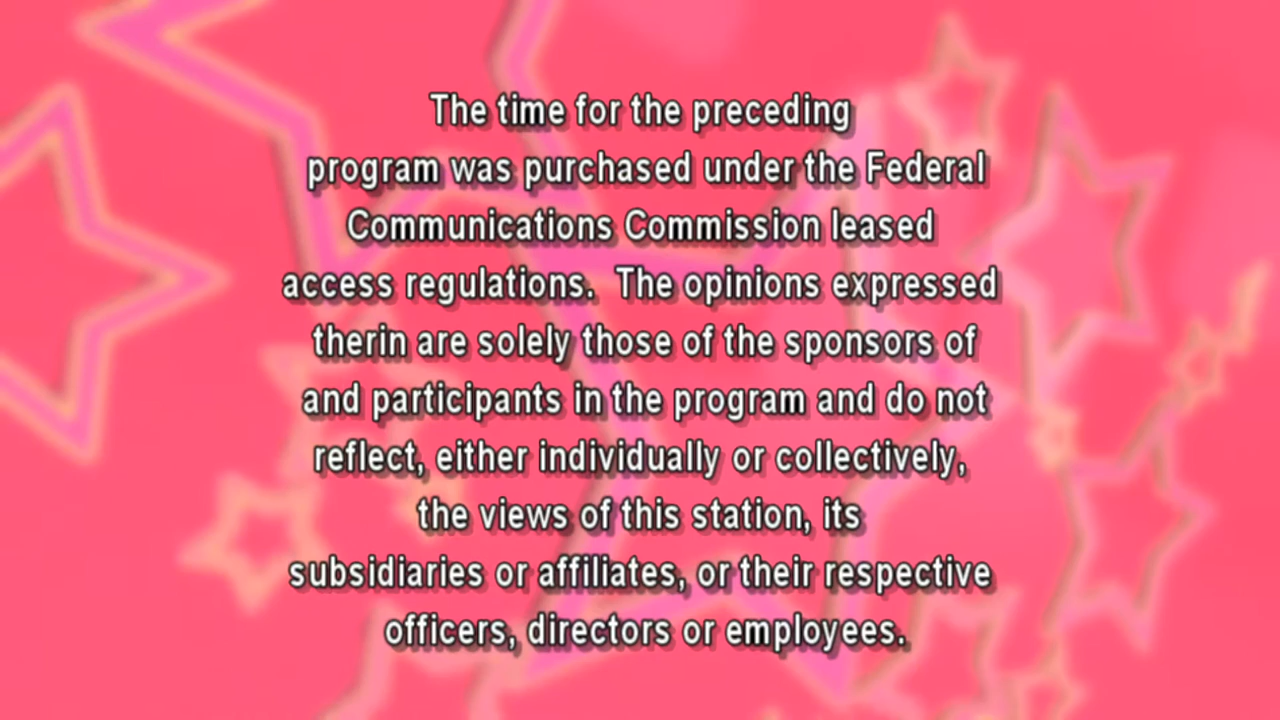 The time for the preceding
program was purchased under the Federal
Communications Commission leased
access regulations.  The opinions expressed
therin are solely those of the sponsors of
and participants in the program and do not
reflect, either individually or collectively,
the views of this station, its
subsidiaries or affiliates, or their respective
officers, directors or employees.